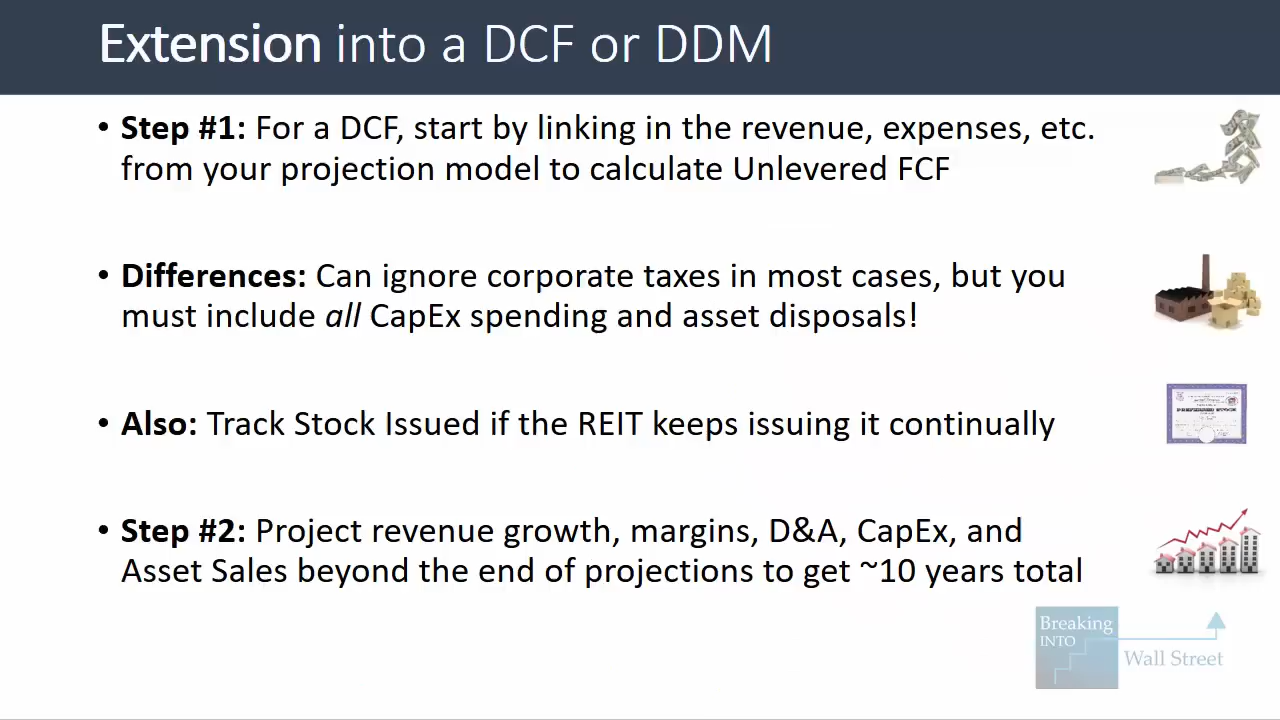 Extension into a DCF or DDM
• Step #1: For a DCF, start by linking in the revenue, expenses, etc.
from your projection model to calculate Unlevered FCF
• Differences: Can ignore corporate taxes in most cases, but you
must include all CapEx spending and asset disposals!
• Also: Track Stock Issued if the REIT keeps issuing it continually
PREFERRED STOCK
• Step #2: Project revenue growth, margins, D&A, CapEx, and
Asset Sales beyond the end of projections to get ~10 years total
Breaking
INTO
Wall Street